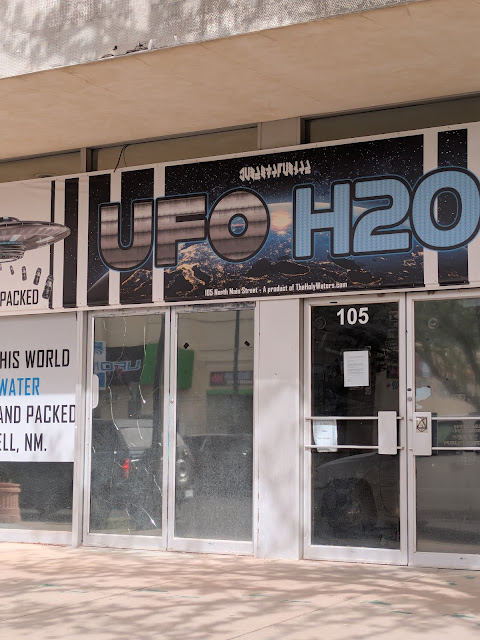 UFO H2O
105 North Main Street - A product of TheHolyWaters.com
PACKED
105
HIS WORLD
WATER
AND PACKED
ELL, NM.